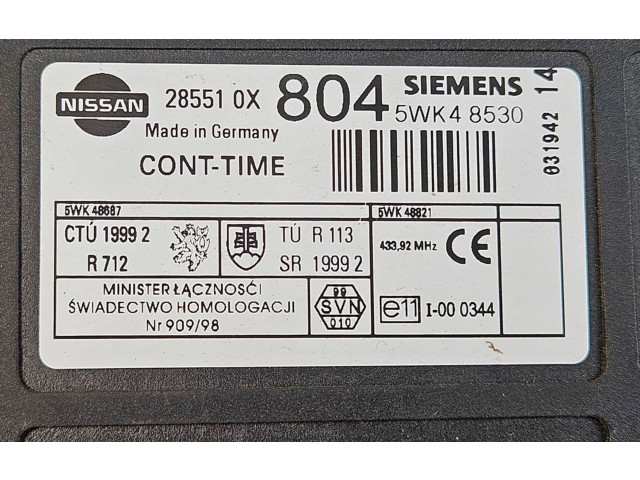 NISSAN
28551 0X 804 SIEMENS
5WK4 8530
Made in Germany
CONT-TIME
14
031942
5WK 48687
CTÚ 1999 2
R 712
TÚ R 113
SR 1999 2
5WK 48821
433,92 MHz CE
MINISTER ŁĄCZNOŚĆI
ŚWIADECTWO HOMOLOGACJI
Nr 909/98
99
SVN
010
e11 I-00 0344